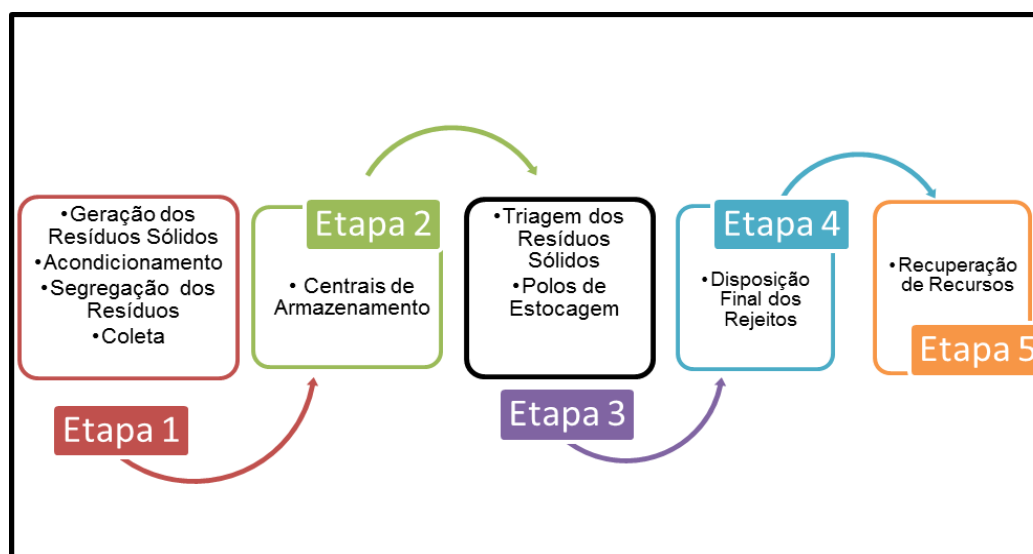 •Geração dos
Resíduos Sólidos
•Acondicionamento
•Segregação dos
Resíduos
•Coleta
Etapa 1
Etapa 2
• Centrais de
Armazenamento
•Triagem dos
Resíduos
Sólidos
•Polos de
Estocagem
Etapa 3
Etapa 4
•Disposição
Final dos
Rejeitos
•Recuperação
de Recursos
Etapa 5